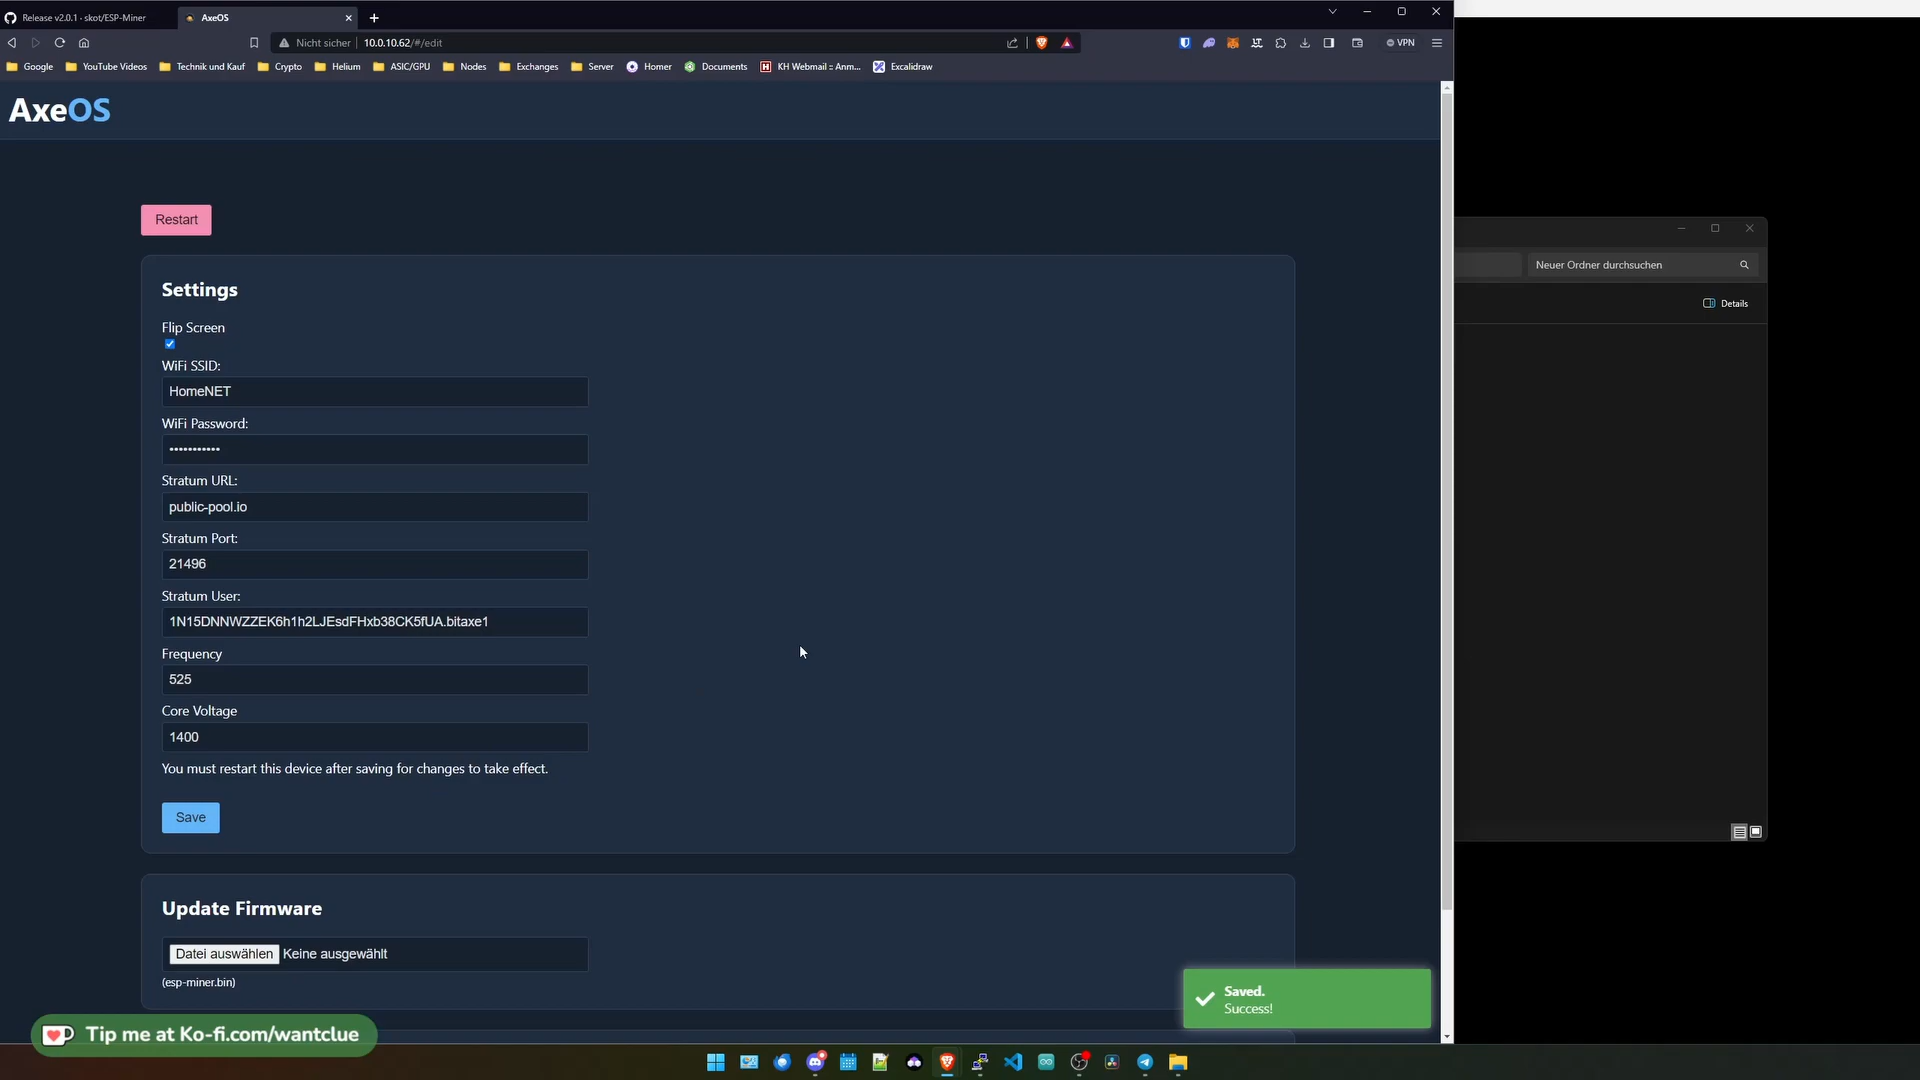 Release v2.0.1 · skot/ESP-Miner
AxeOS
Nicht sicher
10.0.10.62/#/edit
VPN
Google
YouTube Videos
Technik und Kauf
Crypto
Helium
ASIC/GPU
Nodes
Exchanges
Server
Homer
Documents
KH Webmail :: Anm...
Excalidraw
AxeOS
Restart
Neuer Ordner durchsuchen
Details
Settings
Flip Screen
WiFi SSID:
HomeNET
WiFi Password:
Stratum URL:
public-pool.io
Stratum Port:
21496
Stratum User:
1N15DNNWZZEK6h1h2LJEsdFHxb38CK5fUA.bitaxe1
Frequency
525
Core Voltage
1400
You must restart this device after saving for changes to take effect.
Save
Update Firmware
Datei auswählen Keine ausgewählt
(esp-miner.bin)
Saved.
Success!
Tip me at Ko-fi.com/wantclue